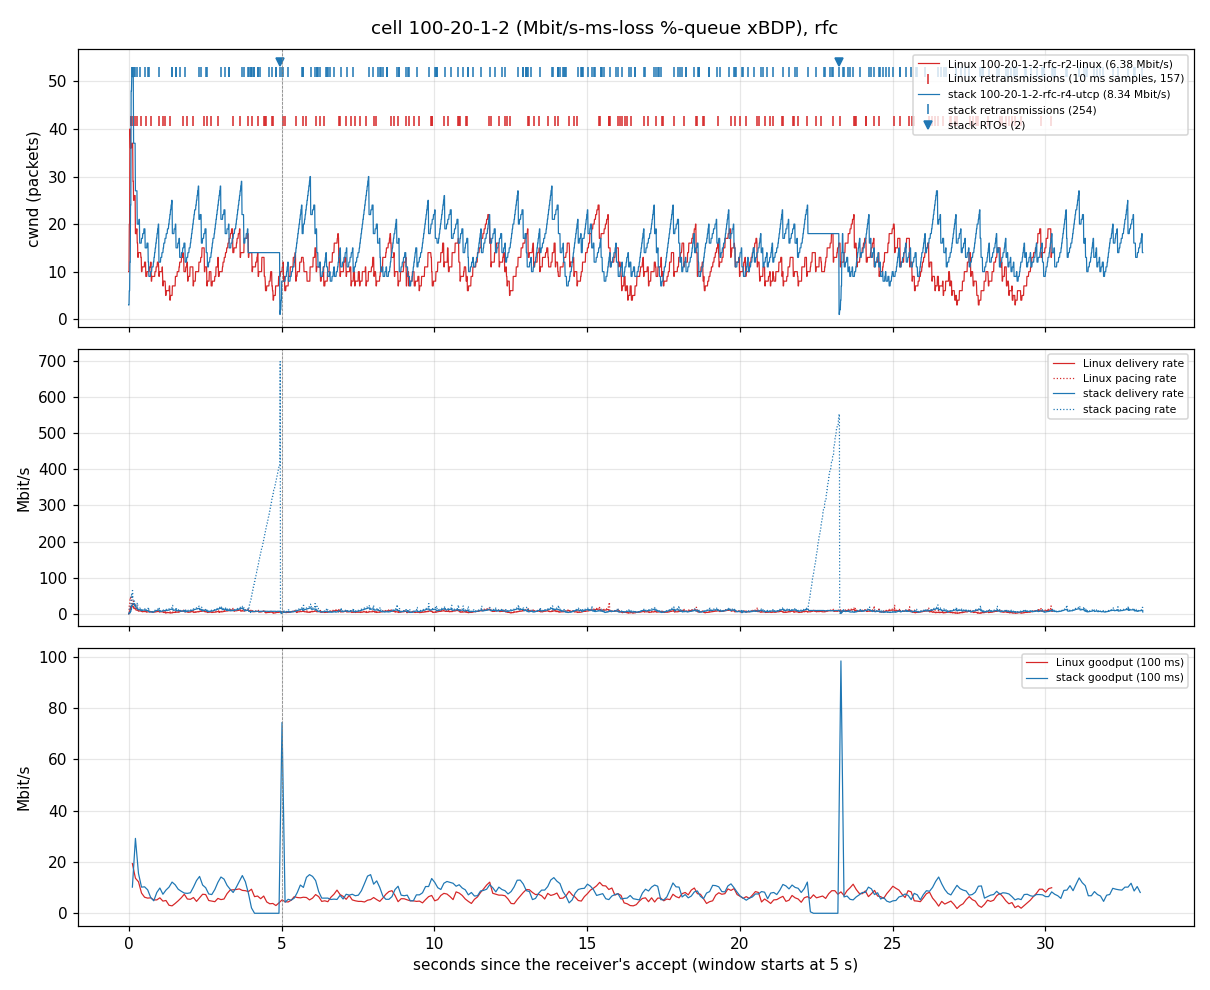 cell 100-20-1-2 (Mbit/s-ms-loss %-queue xBDP), rfc
cwnd (packets)
50
40
30
20
10
0
Linux 100-20-1-2-rfc-r2-linux (6.38 Mbit/s)
Linux retransmissions (10 ms samples, 157)
stack 100-20-1-2-rfc-r4-utcp (8.34 Mbit/s)
stack retransmissions (254)
stack RTOs (2)
Mbit/s
700
600
500
400
300
200
100
0
Linux delivery rate
Linux pacing rate
stack delivery rate
stack pacing rate
Mbit/s
100
80
60
40
20
0
Linux goodput (100 ms)
stack goodput (100 ms)
0 5 10 15 20 25 30
seconds since the receiver's accept (window starts at 5 s)